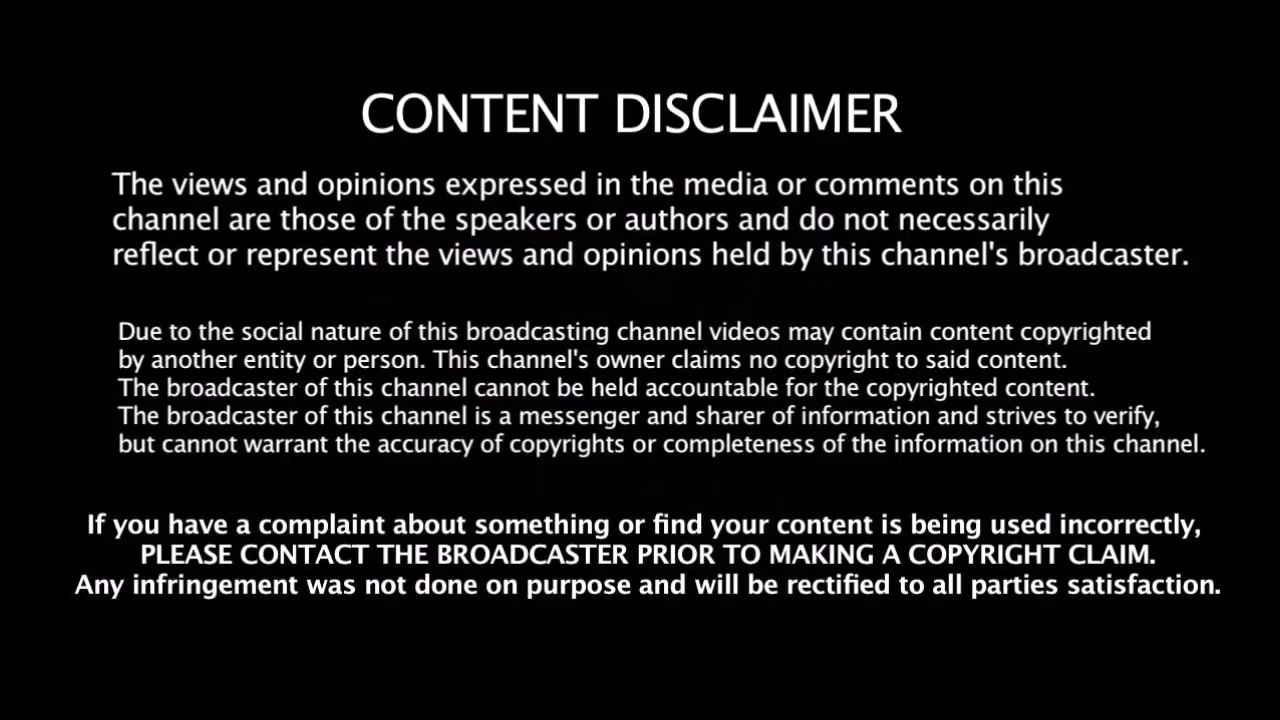 CONTENT DISCLAIMER
The views and opinions expressed in the media or comments on this
channel are those of the speakers or authors and do not necessarily
reflect or represent the views and opinions held by this channel's broadcaster.
Due to the social nature of this broadcasting channel videos may contain content copyrighted
by another entity or person. This channel's owner claims no copyright to said content.
The broadcaster of this channel cannot be held accountable for the copyrighted content.
The broadcaster of this channel is a messenger and sharer of information and strives to verify,
but cannot warrant the accuracy of copyrights or completeness of the information on this channel.
If you have a complaint about something or find your content is being used incorrectly,
PLEASE CONTACT THE BROADCASTER PRIOR TO MAKING A COPYRIGHT CLAIM.
Any infringement was not done on purpose and will be rectified to all parties satisfaction.